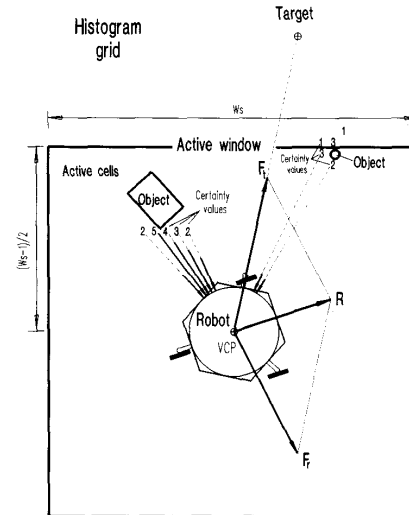 Target
Histogram
grid
Ws
1
Active window
1 3
3
Certainty
values
2
Object
Active cells
Ft
Object
Certainty
values
2 5 4 3 2
(Ws-1)/2
R
Robot
VCP
Fr